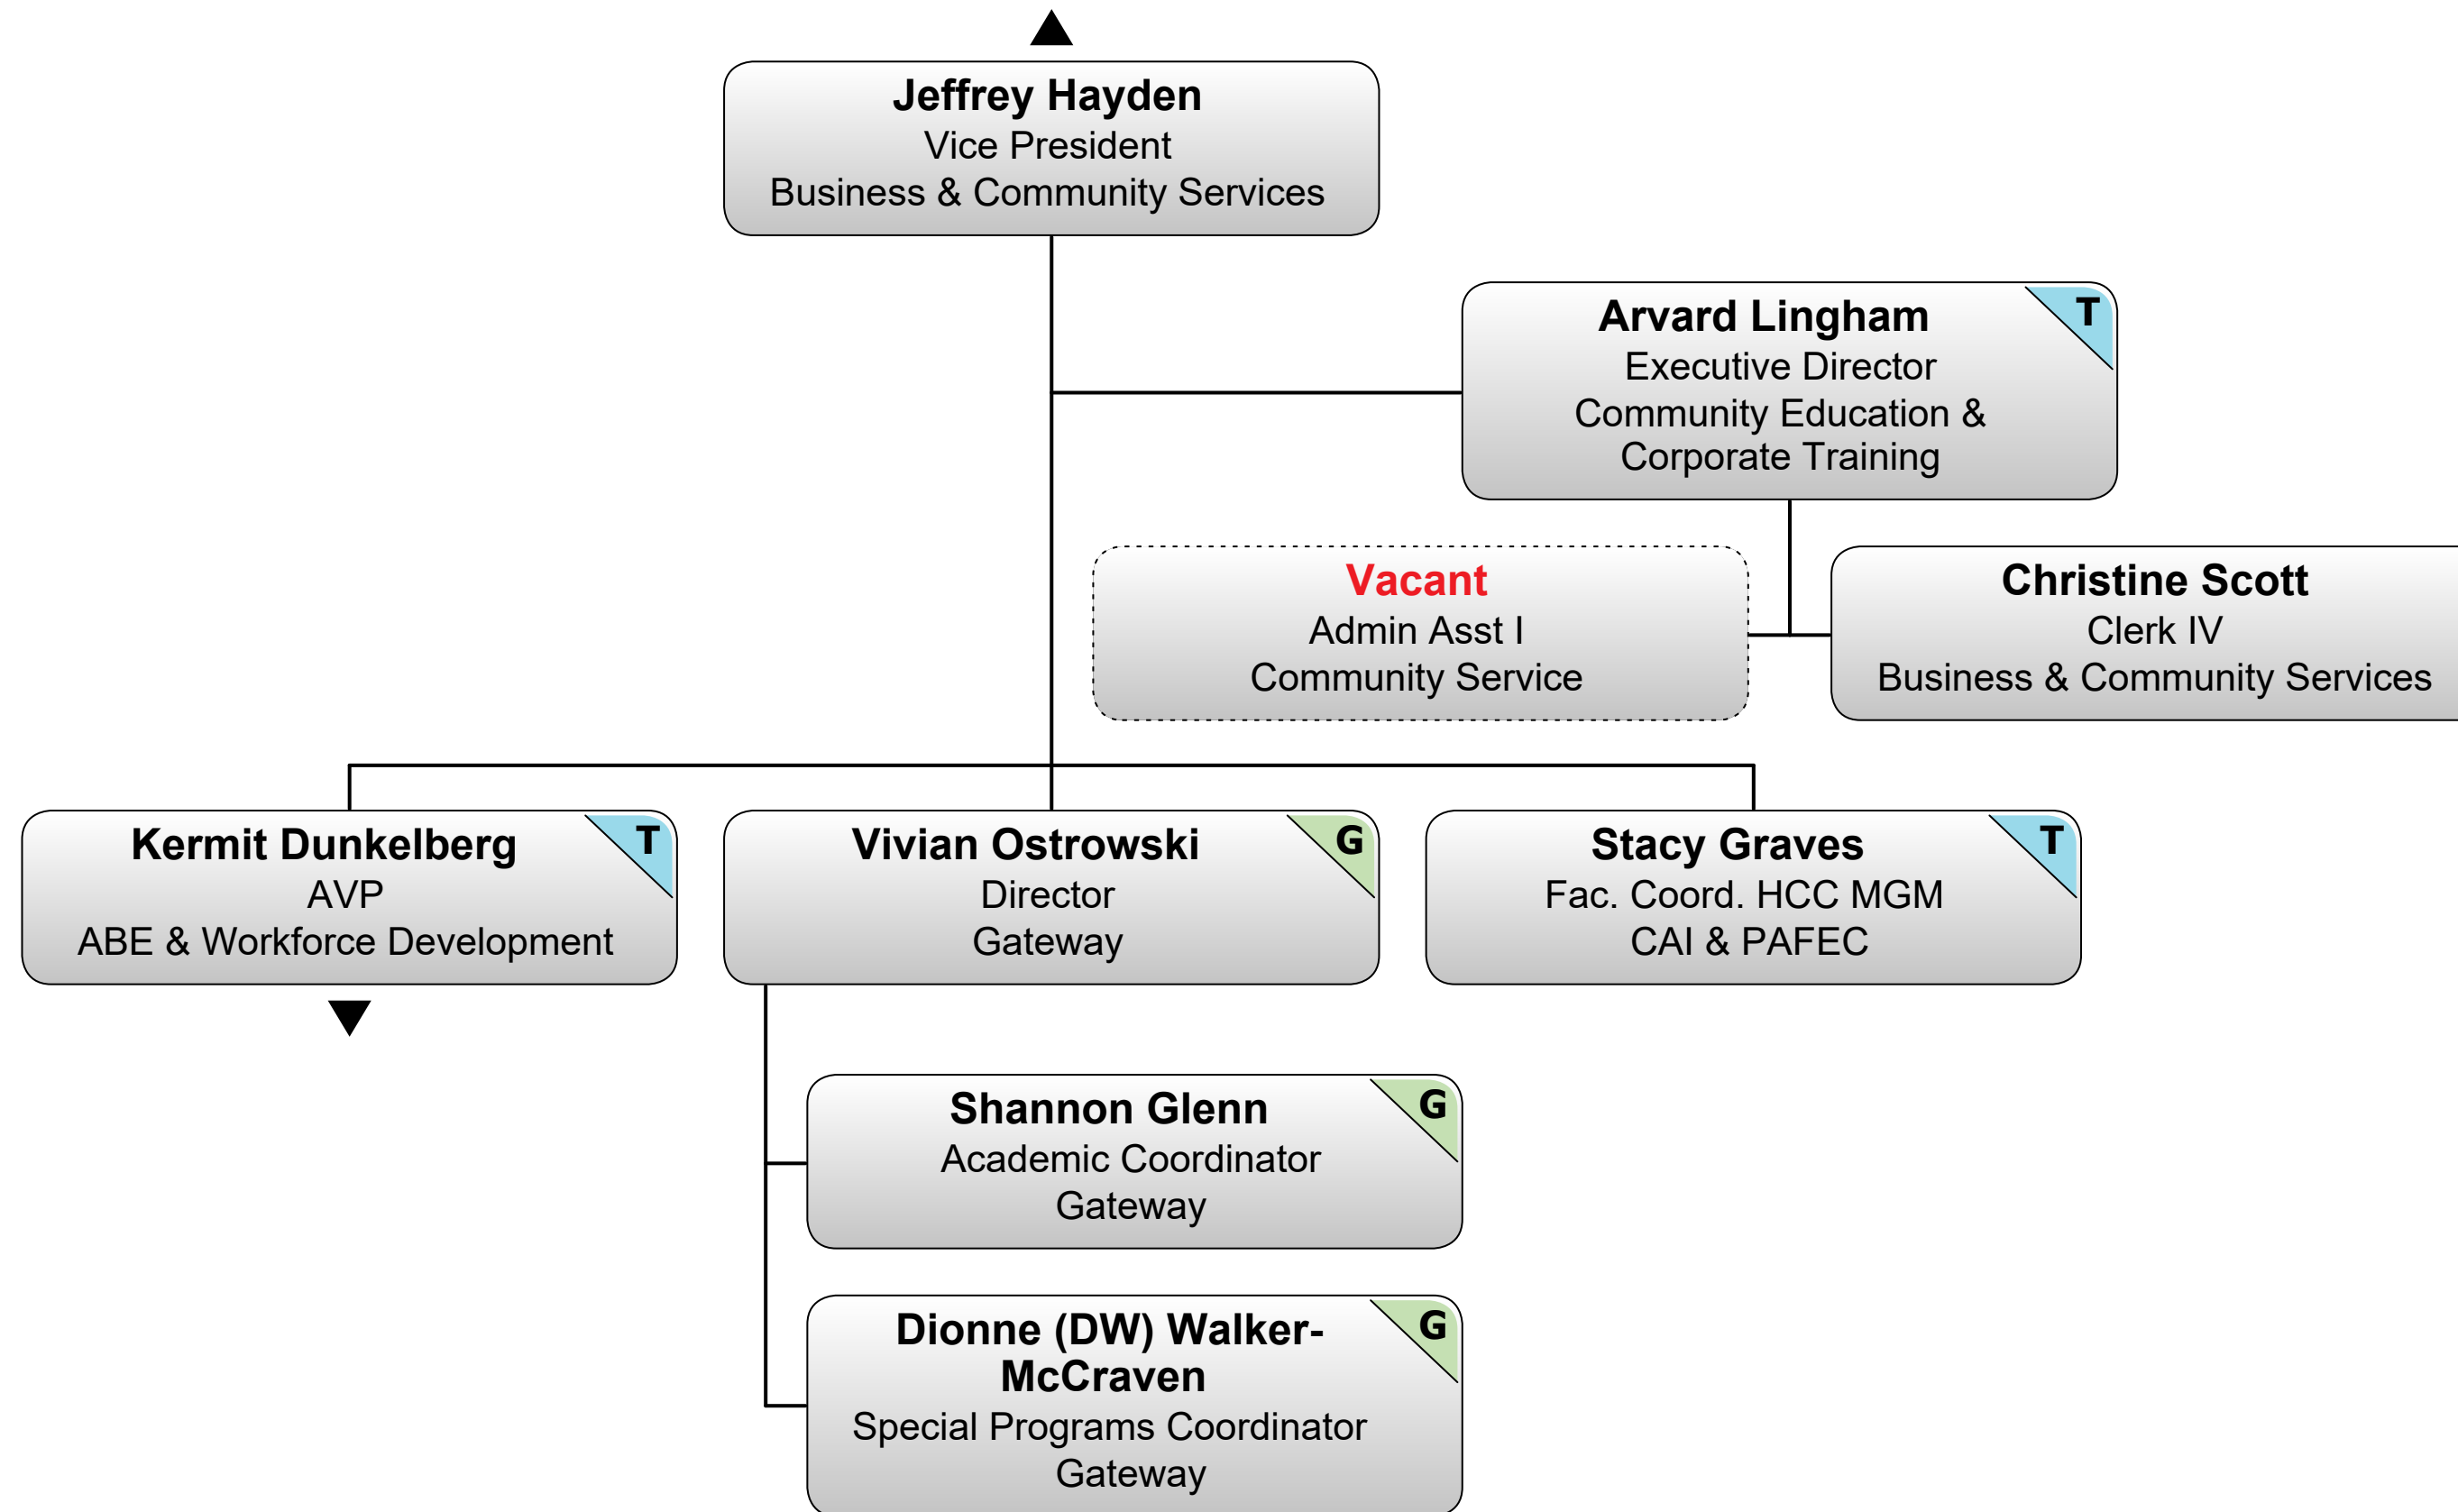 Jeffrey Hayden
Vice President
Business & Community Services
Arvard Lingham
T
Executive Director
Community Education &
Corporate Training
Vacant
Admin Asst I
Community Service
Christine Scott
Clerk IV
Business & Community Services
Kermit Dunkelberg
T
AVP
ABE & Workforce Development
Vivian Ostrowski
G
Director
Gateway
Stacy Graves
T
Fac. Coord. HCC MGM
CAI & PAFEC
Shannon Glenn
G
Academic Coordinator
Gateway
Dionne (DW) Walker-
McCraven
G
Special Programs Coordinator
Gateway